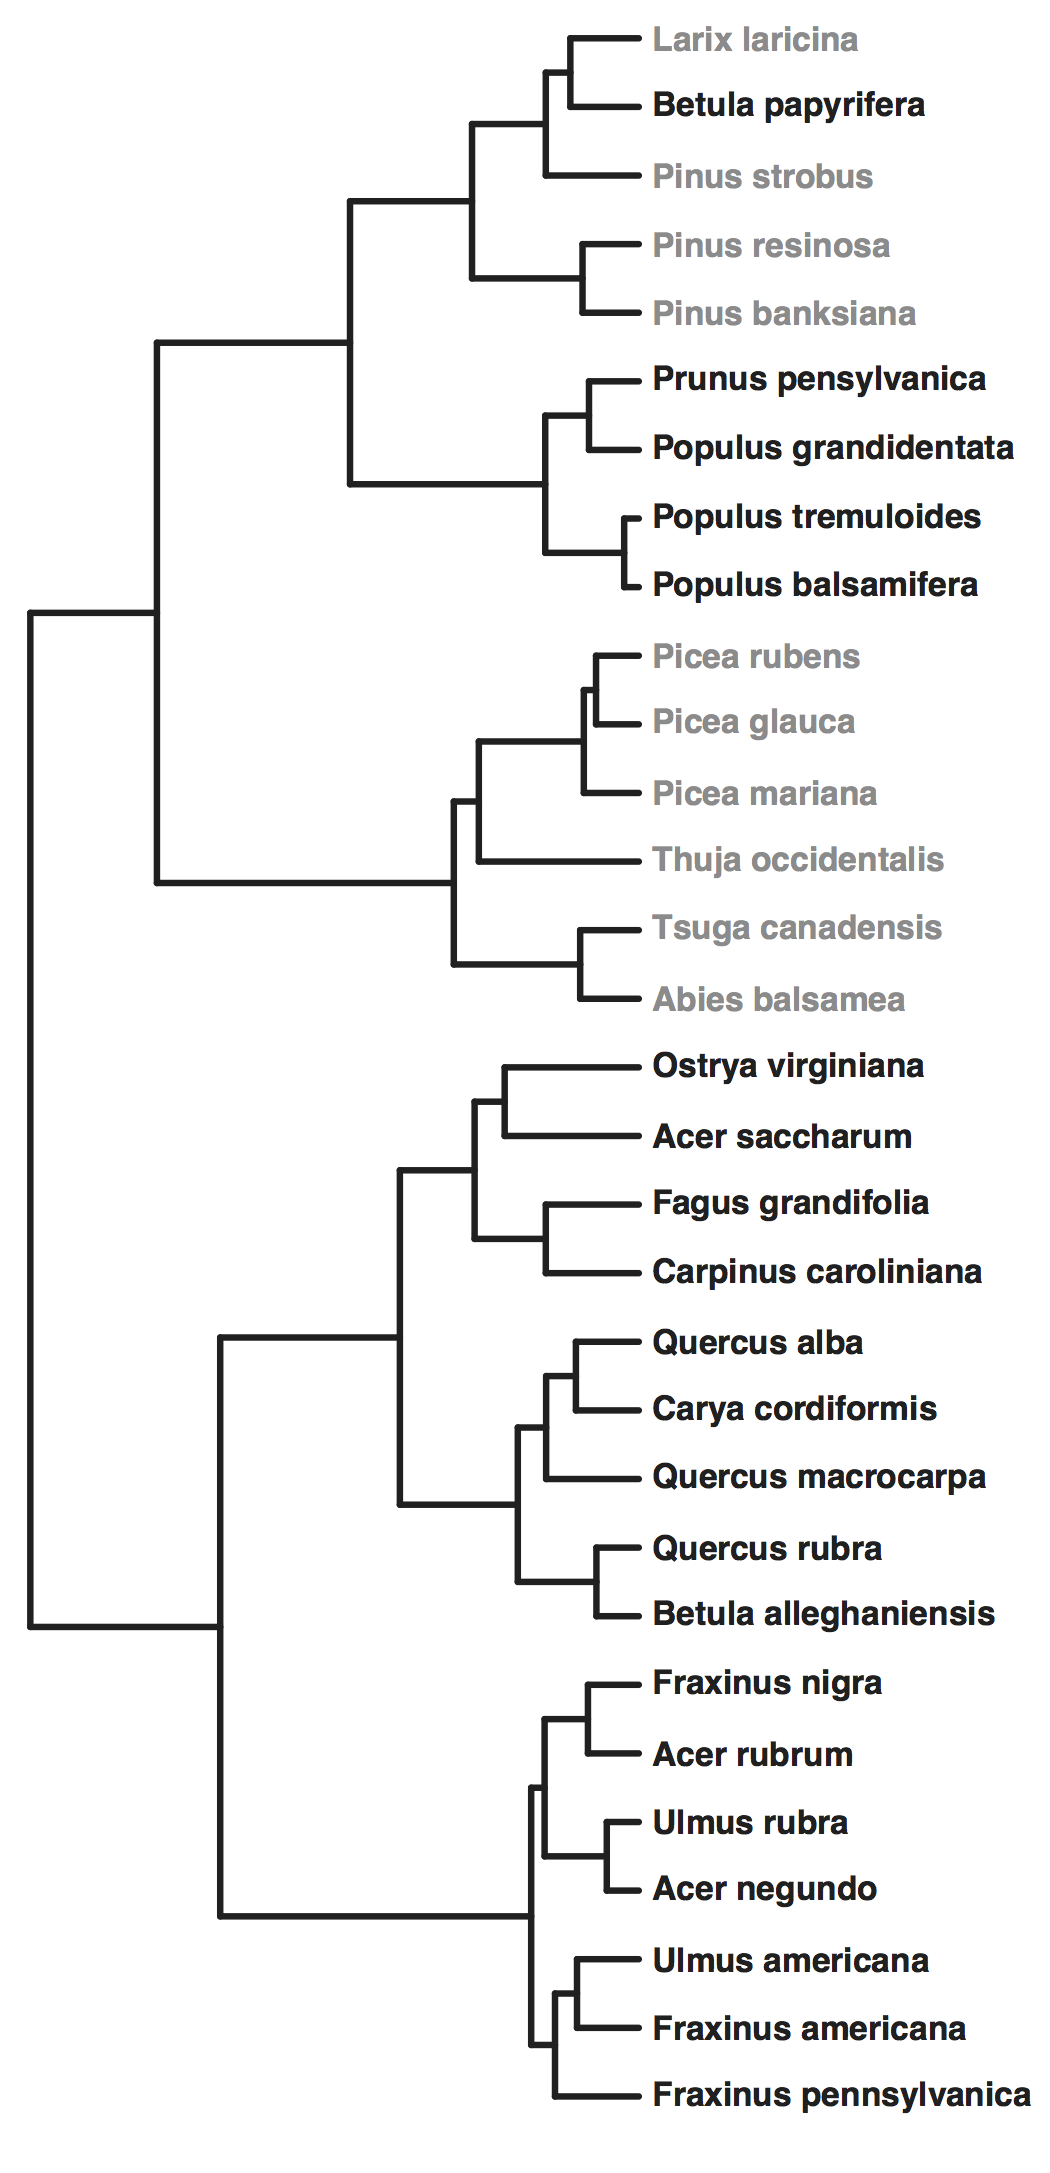 Larix laricina
Betula papyrifera
Pinus strobus
Pinus resinosa
Pinus banksiana
Prunus pensylvanica
Populus grandidentata
Populus tremuloides
Populus balsamifera
Picea rubens
Picea glauca
Picea mariana
Thuja occidentalis
Tsuga canadensis
Abies balsamea
Ostrya virginiana
Acer saccharum
Fagus grandifolia
Carpinus caroliniana
Quercus alba
Carya cordiformis
Quercus macrocarpa
Quercus rubra
Betula alleghaniensis
Fraxinus nigra
Acer rubrum
Ulmus rubra
Acer negundo
Ulmus americana
Fraxinus americana
Fraxinus pennsylvanica